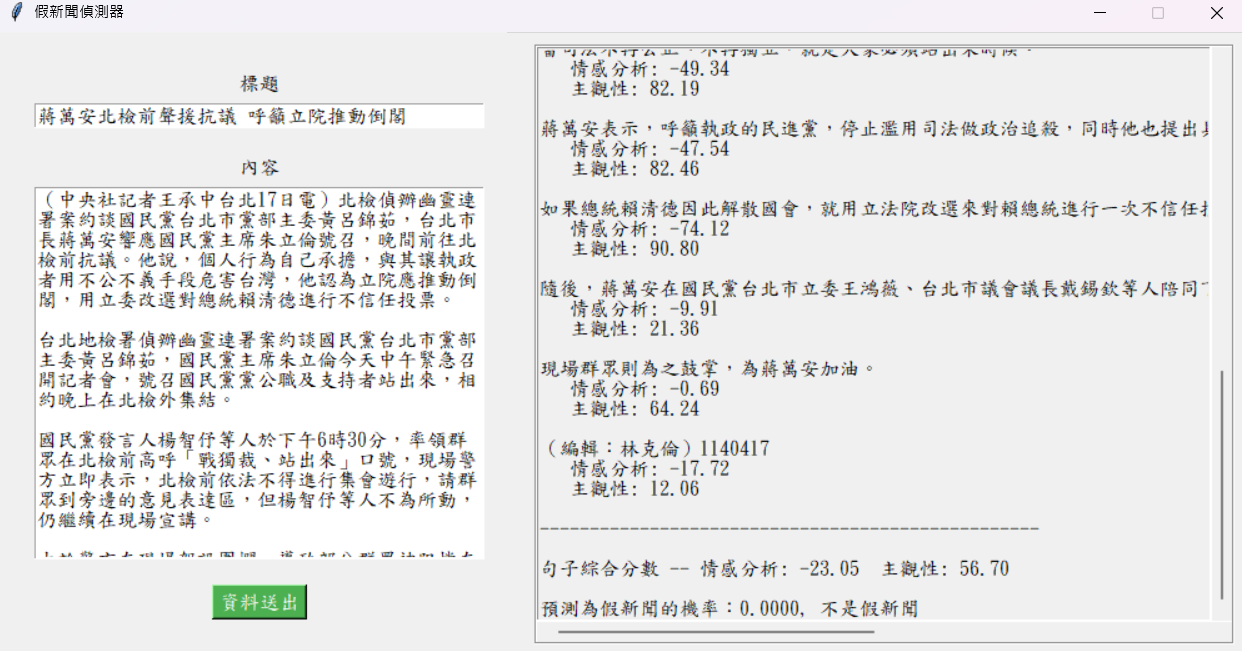 假新聞偵測器
標題
蔣萬安北檢前聲援抗議 呼籲立院推動倒閣
內容
（中央社記者王承中台北17日電）北檢偵辦幽靈連
署案約談國民黨台北市黨部主委黃呂錦茹，台北市
長蔣萬安響應國民黨主席朱立倫號召，晚間前往北
檢前抗議。他說，個人行為自己承擔，與其讓執政
者用不公不義手段危害台灣，他認為立院應推動倒
閣，用立委改選對總統賴清德進行不信任投票。
台北地檢署偵辦幽靈連署案約談國民黨台北市黨部
主委黃呂錦茹，國民黨主席朱立倫今天中午緊急召
開記者會，號召國民黨黨公職及支持者站出來，相
約晚上在北檢外集結。
國民黨發言人楊智伃等人於下午6時30分，率領群
眾在北檢前高呼「戰獨裁、站出來」口號，現場警
方立即表示，北檢前依法不得進行集會遊行，請群
眾到旁邊的意見表達區，但楊智伃等人不為所動，
仍繼續在現場宣講。
資料送出
當司法不再公正、不再獨立，就是大家必須站出來時候。
情感分析: -49.34
主觀性: 82.19
蔣萬安表示，呼籲執政的民進黨，停止濫用司法做政治追殺，同時他也提出
情感分析: -47.54
主觀性: 82.46
如果總統賴清德因此解散國會，就用立法院改選來對賴總統進行一次不信任
情感分析: -74.12
主觀性: 90.80
隨後，蔣萬安在國民黨台北市立委王鴻薇、台北市議會議長戴錫欽等人陪同
情感分析: -9.91
主觀性: 21.36
現場群眾則為之鼓掌，為蔣萬安加油。
情感分析: -0.69
主觀性: 64.24
（編輯：林克倫）1140417
情感分析: -17.72
主觀性: 12.06
--------------------------------------------------
句子綜合分數 -- 情感分析: -23.05 主觀性: 56.70
預測為假新聞的機率：0.0000, 不是假新聞